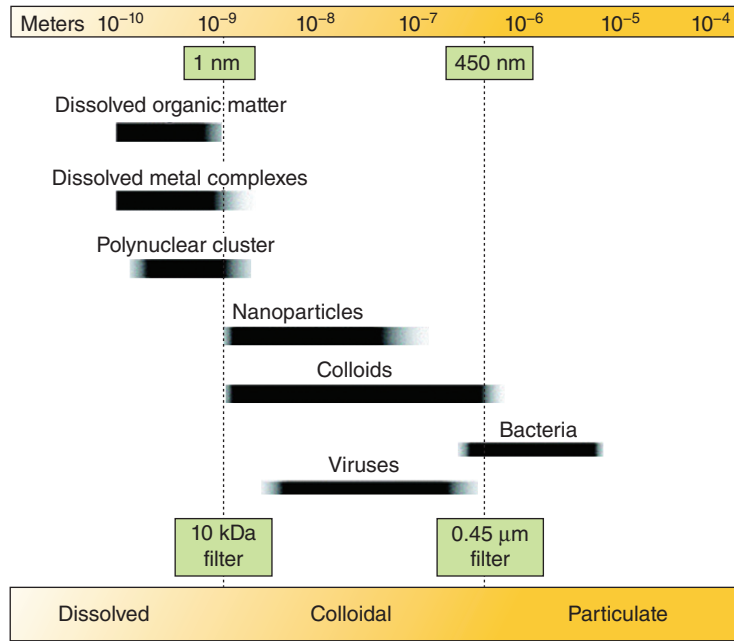 Meters 10⁻¹⁰ 10⁻⁹ 10⁻⁸ 10⁻⁷ 10⁻⁶ 10⁻⁵ 10⁻⁴
1 nm 450 nm
Dissolved organic matter
Dissolved metal complexes
Polynuclear cluster
Nanoparticles
Colloids
Bacteria
Viruses
10 kDa
filter
0.45 μm
filter
Dissolved Colloidal Particulate